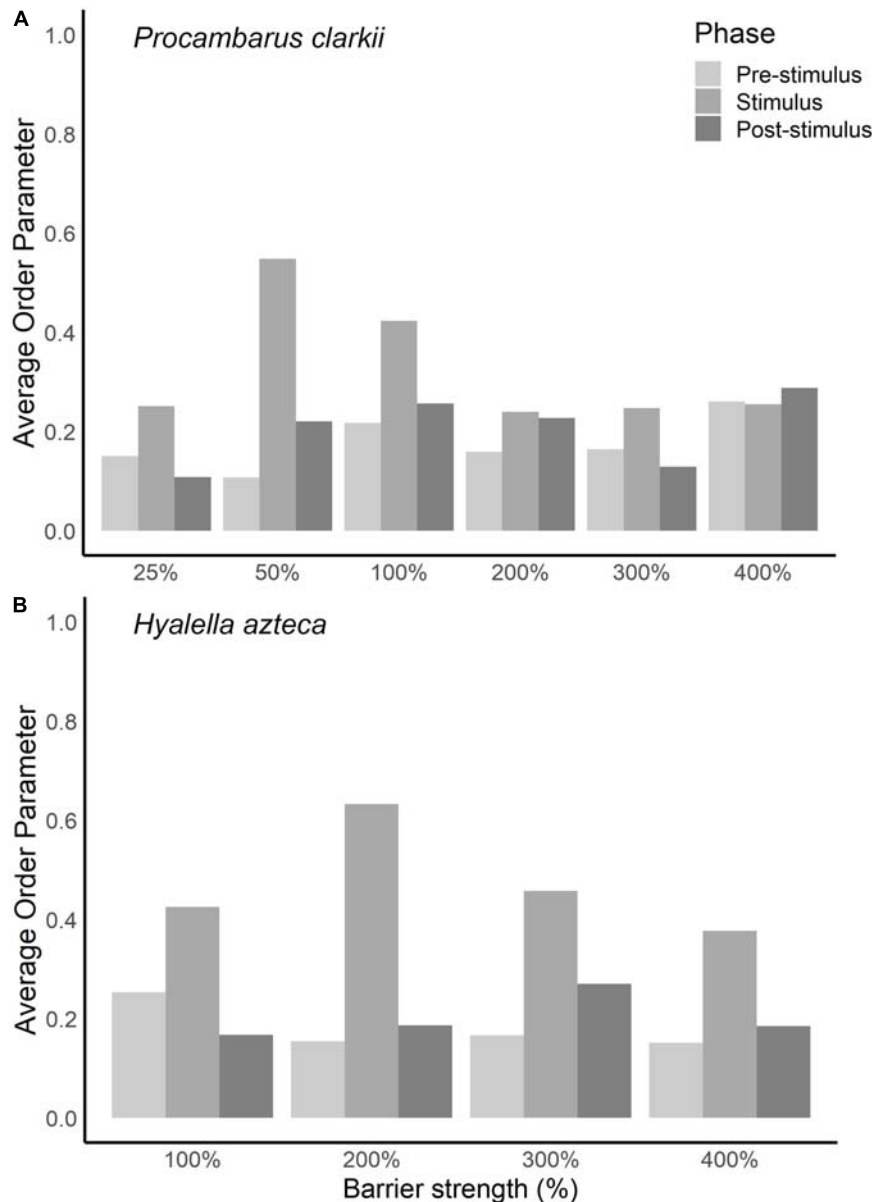 A
Procambarus clarkii
Phase
Pre-stimulus
Stimulus
Post-stimulus
Average Order Parameter
1.0
0.8
0.6
0.4
0.2
0.0
25% 50% 100% 200% 300% 400%
B
Hyalella azteca
Average Order Parameter
1.0
0.8
0.6
0.4
0.2
0.0
100% 200% 300% 400%
Barrier strength (%)